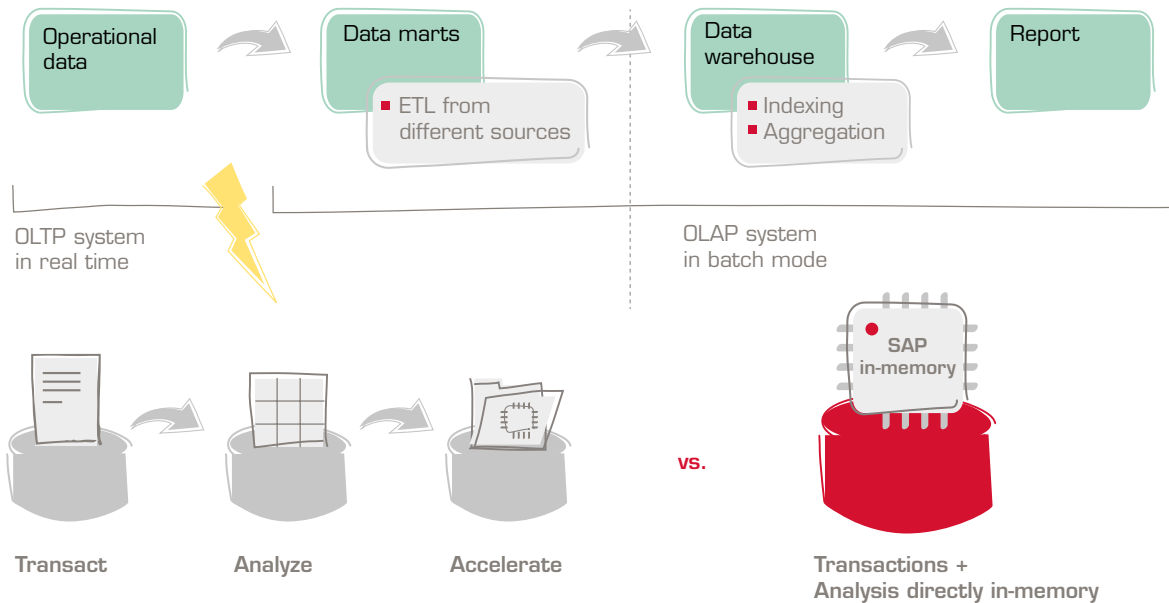 Operational
data
Data marts
Data
warehouse
Report
ETL from
different sources
Indexing
Aggregation
OLTP system
in real time
OLAP system
in batch mode
SAP
in-memory
vs.
Transact
Analyze
Accelerate
Transactions +
Analysis directly in-memory